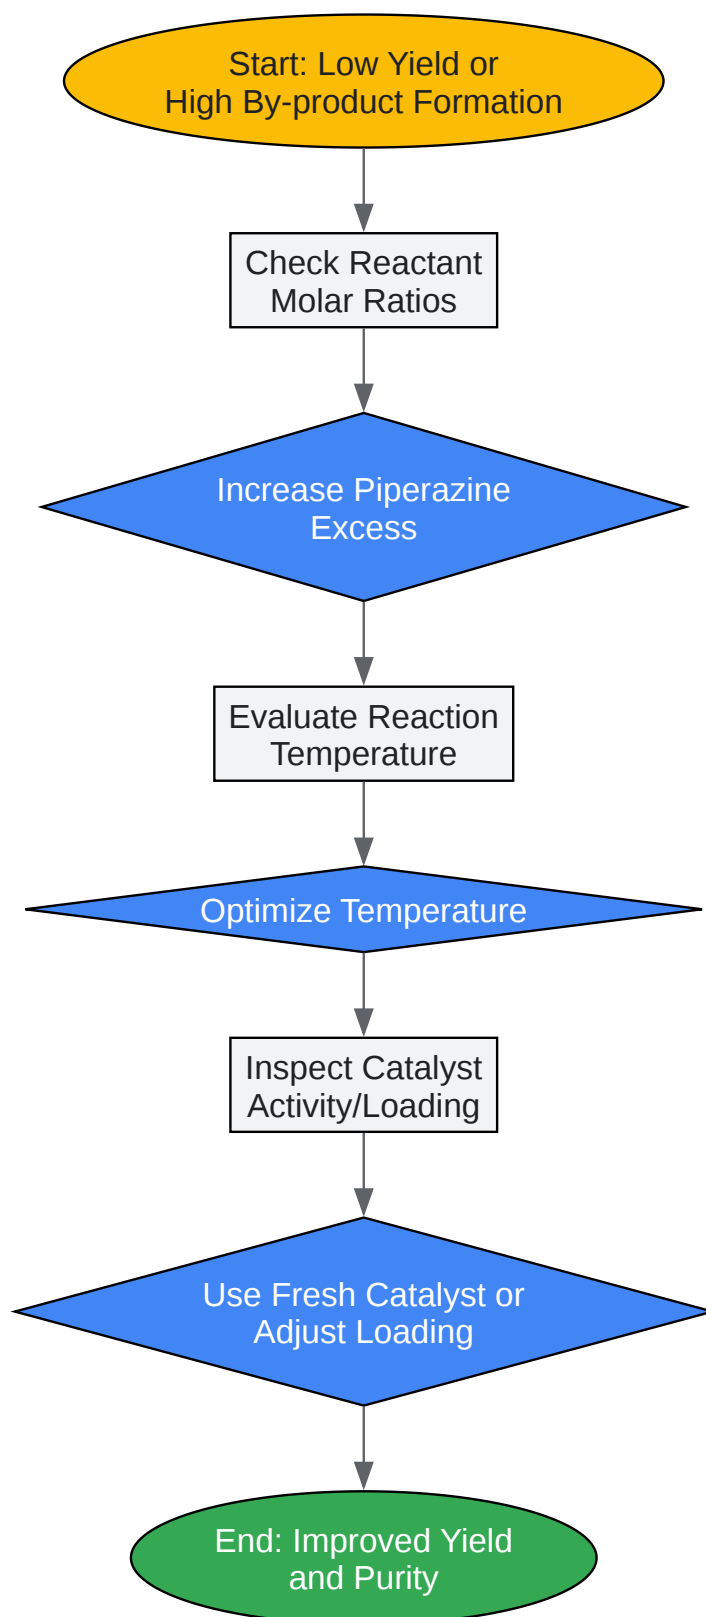 Start: Low Yield or
High By-product Formation
Check Reactant
Molar Ratios
Increase Piperazine
Excess
Evaluate Reaction
Temperature
Optimize Temperature
Inspect Catalyst
Activity/Loading
Use Fresh Catalyst or
Adjust Loading
End: Improved Yield
and Purity